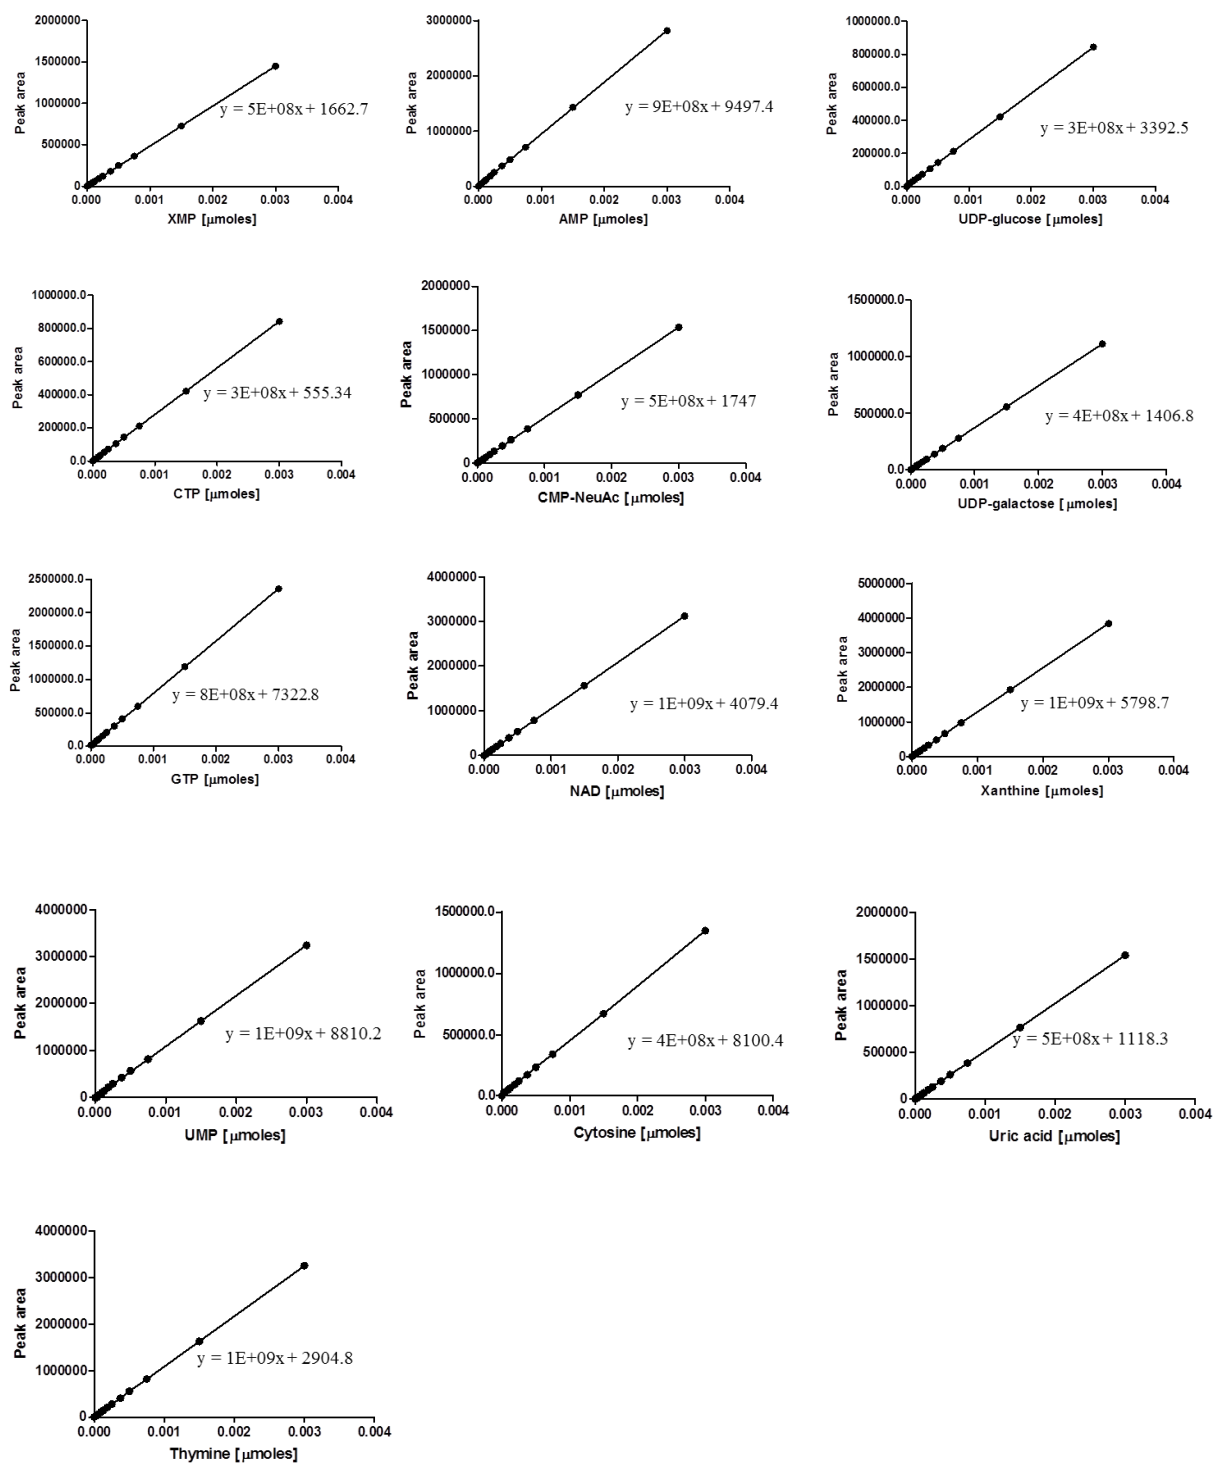 2000000
1500000
1000000
500000
0
Peak area
0.000 0.001 0.002 0.003 0.004
XMP [μmoles]
y = 5E+08x + 1662.7
3000000
2000000
1000000
0
Peak area
0.000 0.001 0.002 0.003 0.004
AMP [μmoles]
y = 9E+08x + 9497.4
1000000.0
800000.0
600000.0
400000.0
200000.0
0.0
Peak area
0.000 0.001 0.002 0.003 0.004
UDP-glucose [μmoles]
y = 3E+08x + 3392.5
1000000.0
800000.0
600000.0
400000.0
200000.0
0.0
Peak area
0.000 0.001 0.002 0.003 0.004
CTP [μmoles]
y = 3E+08x + 555.34
2000000
1500000
1000000
500000
0
Peak area
0.000 0.001 0.002 0.003 0.004
CMP-NeuAc [μmoles]
y = 5E+08x + 1747
1500000.0
1000000.0
500000.0
0.0
Peak area
0.000 0.001 0.002 0.003 0.004
UDP-galactose [μmoles]
y = 4E+08x + 1406.8
2500000.0
2000000.0
1500000.0
1000000.0
500000.0
0.0
Peak area
0.000 0.001 0.002 0.003 0.004
GTP [μmoles]
y = 8E+08x + 7322.8
4000000
3000000
2000000
1000000
0
Peak area
0.000 0.001 0.002 0.003 0.004
NAD [μmoles]
y = 1E+09x + 4079.4
5000000
4000000
3000000
2000000
1000000
0
Peak area
0.000 0.001 0.002 0.003 0.004
Xanthine [μmoles]
y = 1E+09x + 5798.7
4000000
3000000
2000000
1000000
0
Peak area
0.000 0.001 0.002 0.003 0.004
UMP [μmoles]
y = 1E+09x + 8810.2
1500000.0
1000000.0
500000.0
0.0
Peak area
0.000 0.001 0.002 0.003 0.004
Cytosine [μmoles]
y = 4E+08x + 8100.4
2000000
1500000
1000000
500000
0
Peak area
0.000 0.001 0.002 0.003 0.004
Uric acid [μmoles]
y = 5E+08x + 1118.3
4000000
3000000
2000000
1000000
0
Peak area
0.000 0.001 0.002 0.003 0.004
Thymine [μmoles]
y = 1E+09x + 2904.8